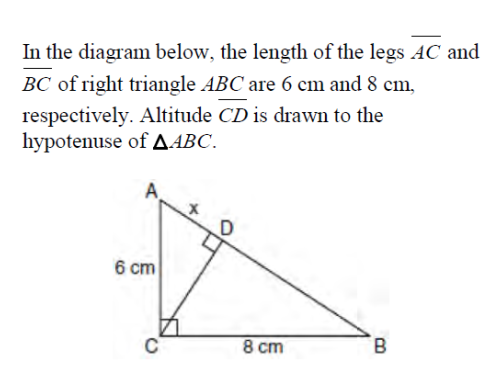 In the diagram below, the length of the legs AC and
BC of right triangle ABC are 6 cm and 8 cm,
respectively. Altitude CD is drawn to the
hypotenuse of ΔABC.
A
x
D
6 cm
C
8 cm
B